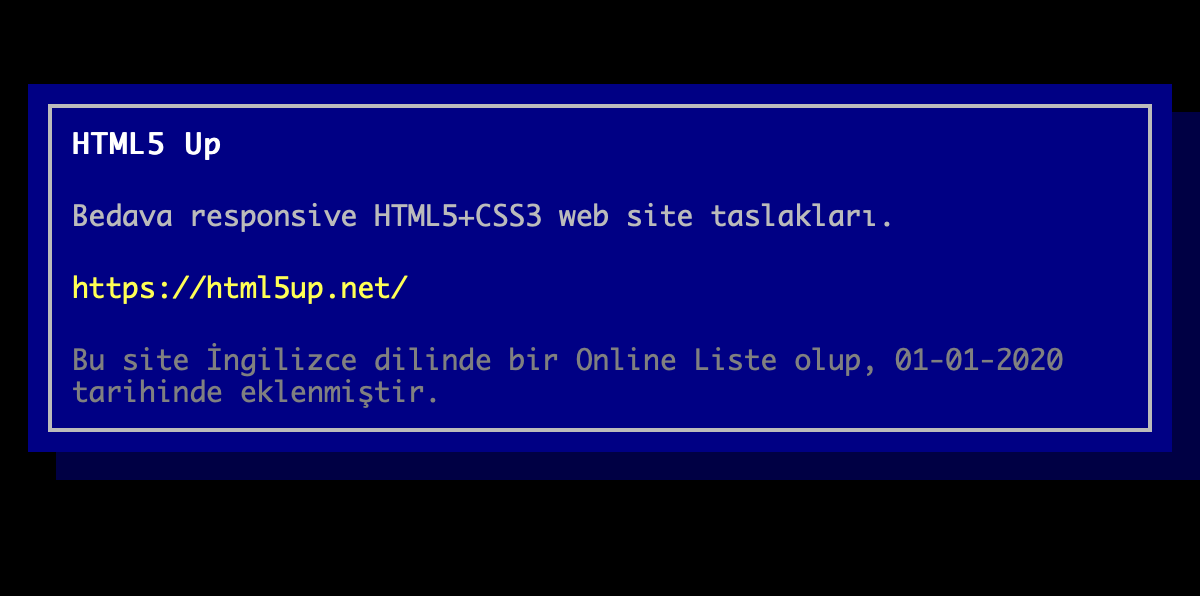 HTML5 Up
Bedava responsive HTML5+CSS3 web site taslakları.
https://html5up.net/
Bu site İngilizce dilinde bir Online Liste olup, 01-01-2020
tarihinde eklenmiştir.